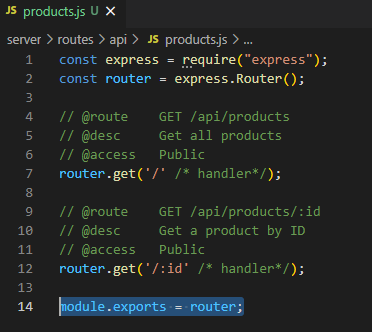 JS products.js U ×
server > routes > api > JS products.js > ...
1 const express = require("express");
2 const router = express.Router();
3
4 // @route    GET /api/products
5 // @desc     Get all products
6 // @access   Public
7 router.get('/' /* handler*/);
8
9 // @route    GET /api/products/:id
10 // @desc     Get a product by ID
11 // @access   Public
12 router.get('/:id' /* handler*/);
13
14 module.exports = router;